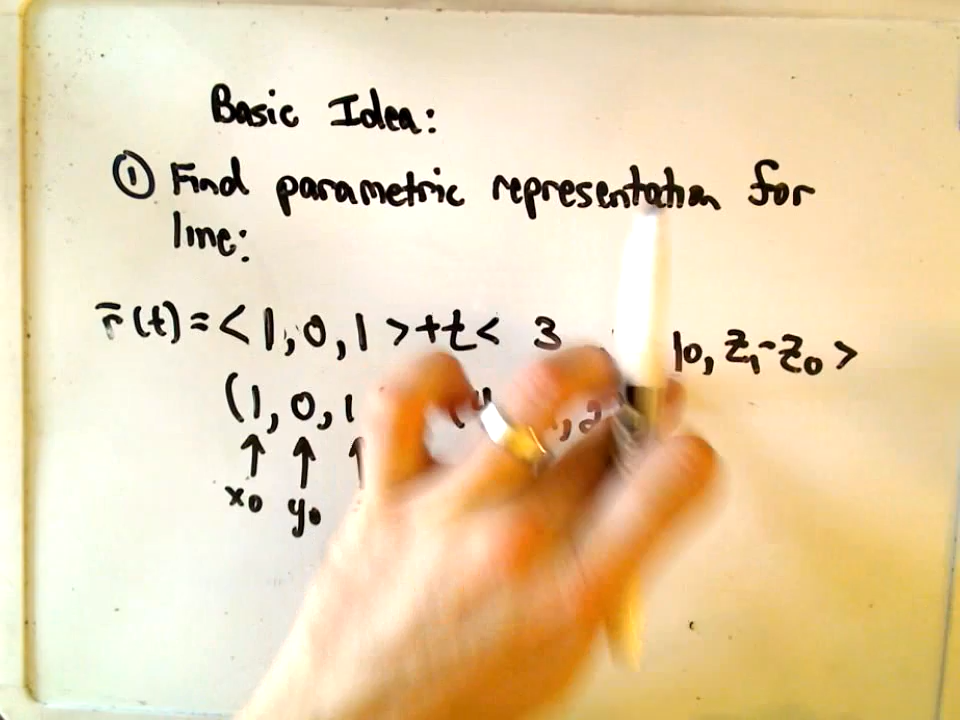 Basic Idea:
① Find parametric representation for
line:
r̄(t) = < 1, 0, 1 > + t < 3 , z₁ - z₀ >
(1, 0, 1
↑ ↑ ↑
x₀ y₀